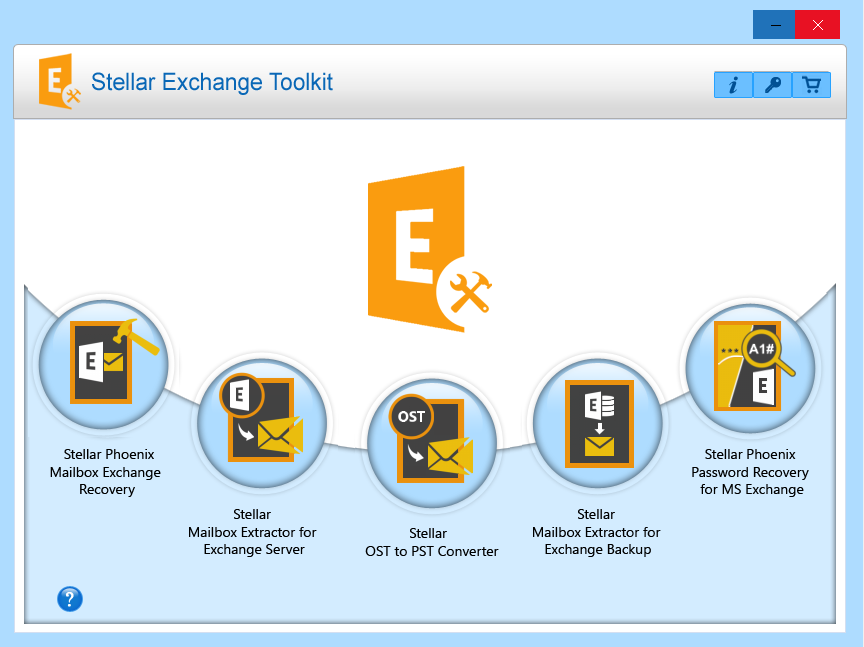 Stellar Exchange Toolkit
i
E
E
E
E
OST
E
A1#
***
E
Stellar Phoenix
Mailbox Exchange
Recovery
Stellar
Mailbox Extractor for
Exchange Server
Stellar
OST to PST Converter
Stellar
Mailbox Extractor for
Exchange Backup
Stellar Phoenix
Password Recovery
for MS Exchange
?